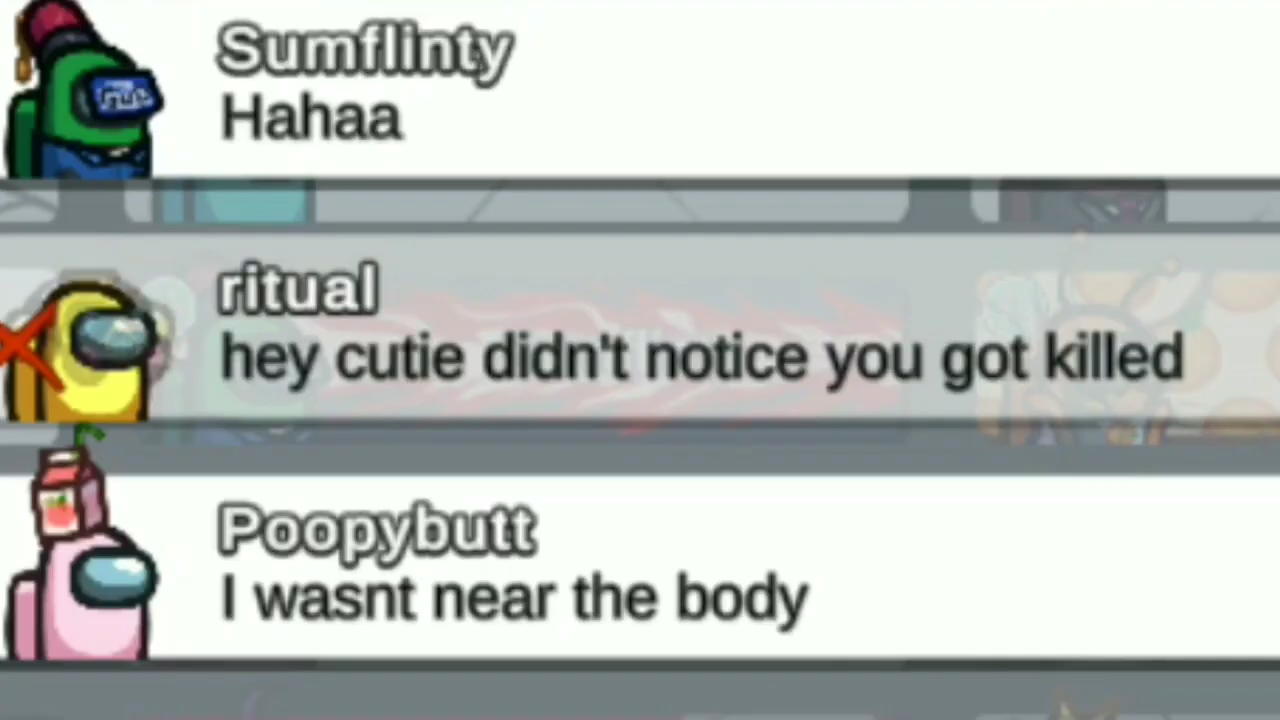 Sumflinty
Hahaa
ritual
hey cutie didn't notice you got killed
Poopybutt
I wasnt near the body